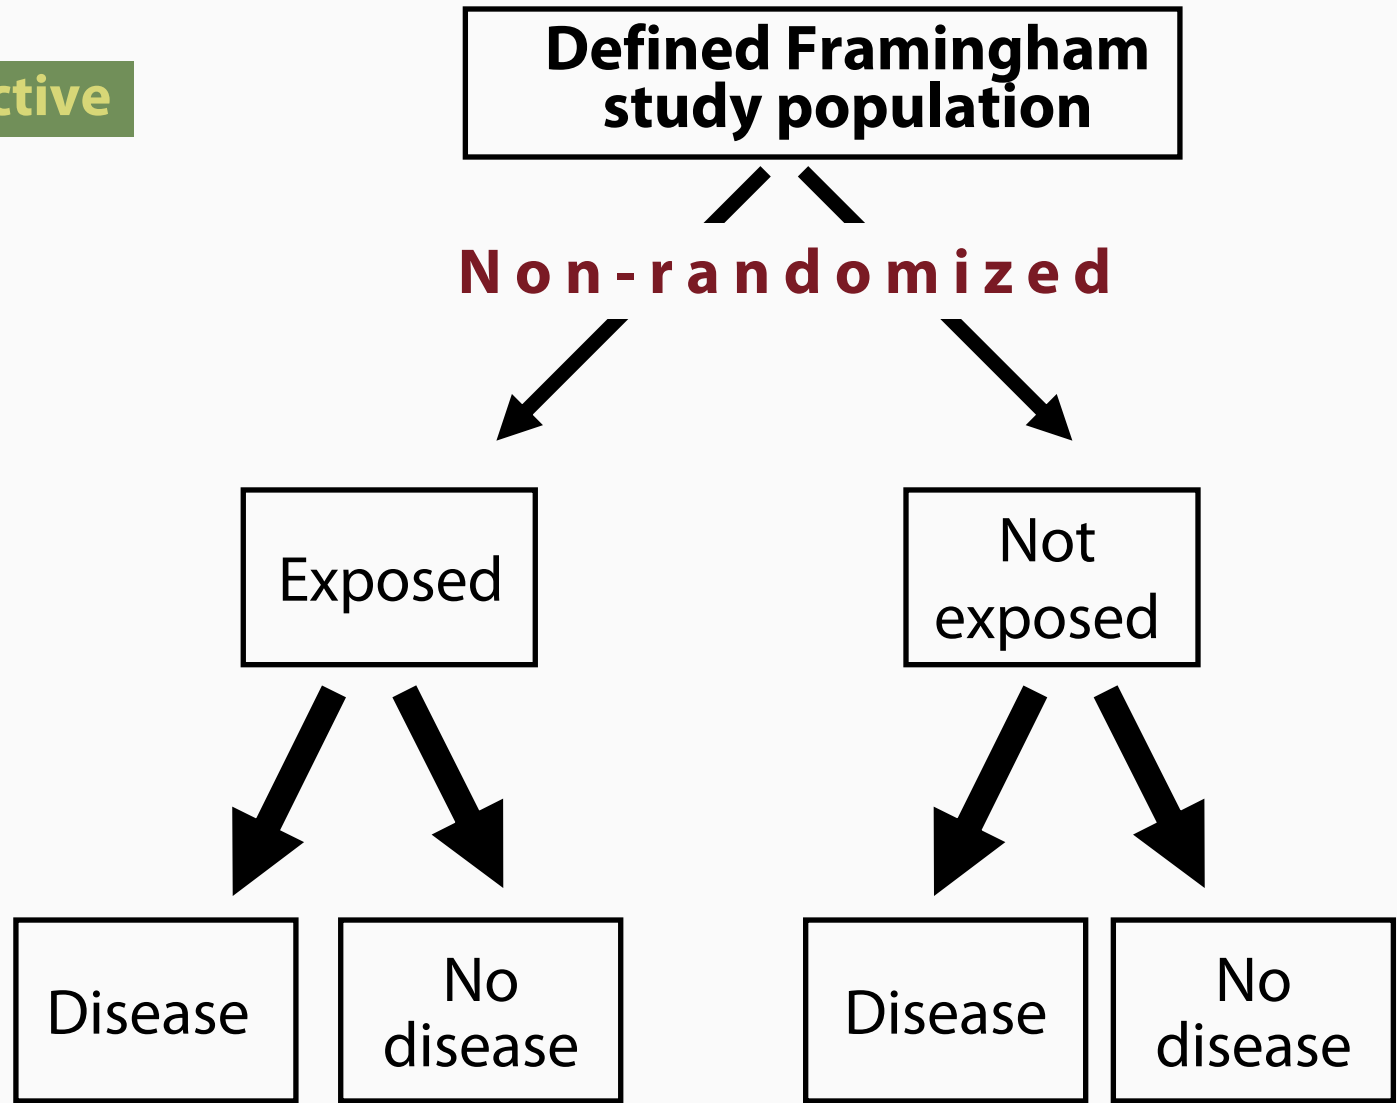 Defined Framingham
study population
ctive
Non-randomized
Exposed
Not
exposed
Disease
No
disease
Disease
No
disease